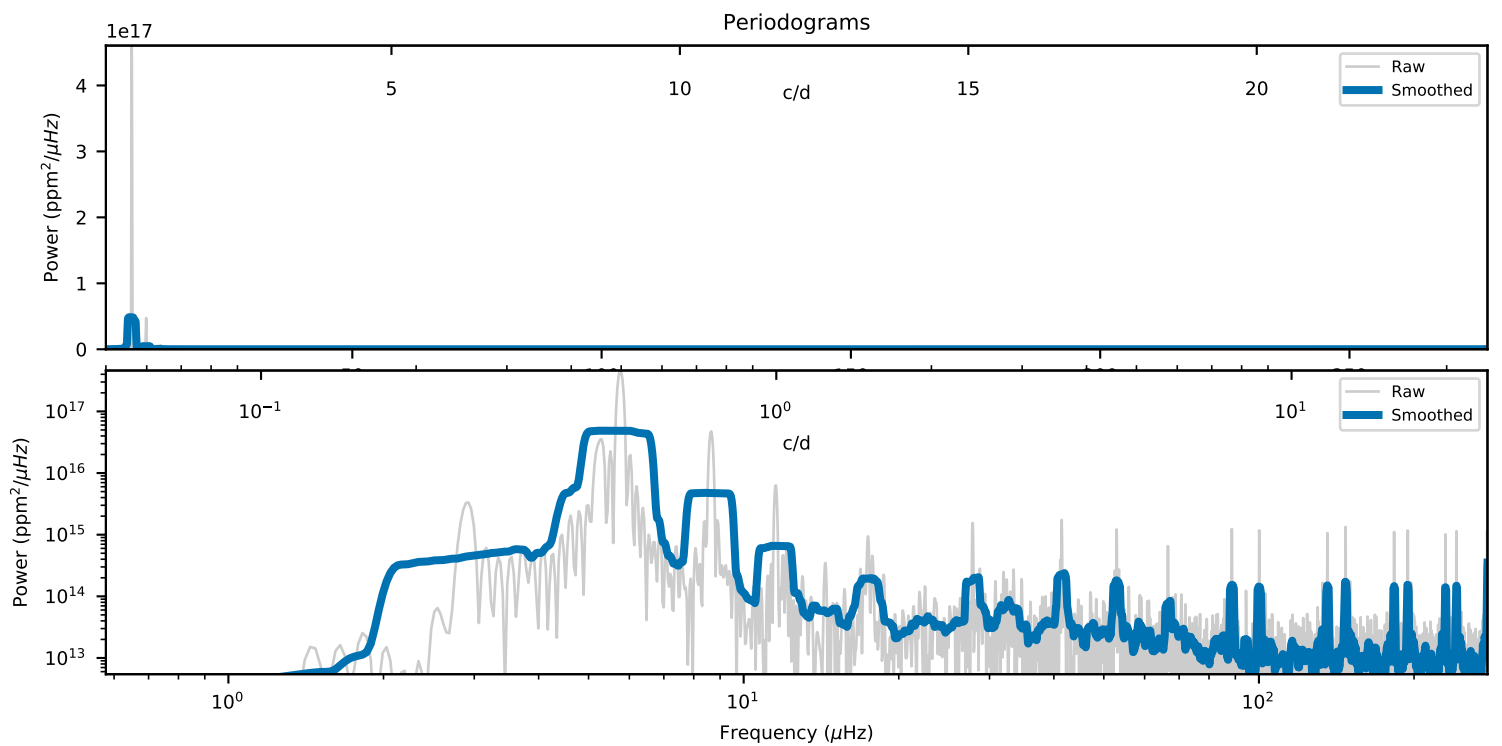 Periodograms
1e17
5 10 15 20
c/d
Raw
Smoothed
4
3
2
1
0
Power (ppm²/μHz)
10⁻¹ 10⁰ 10¹
c/d
Raw
Smoothed
10¹⁷
10¹⁶
10¹⁵
10¹⁴
10¹³
Power (ppm²/μHz)
10⁰ 10¹ 10²
Frequency (μHz)